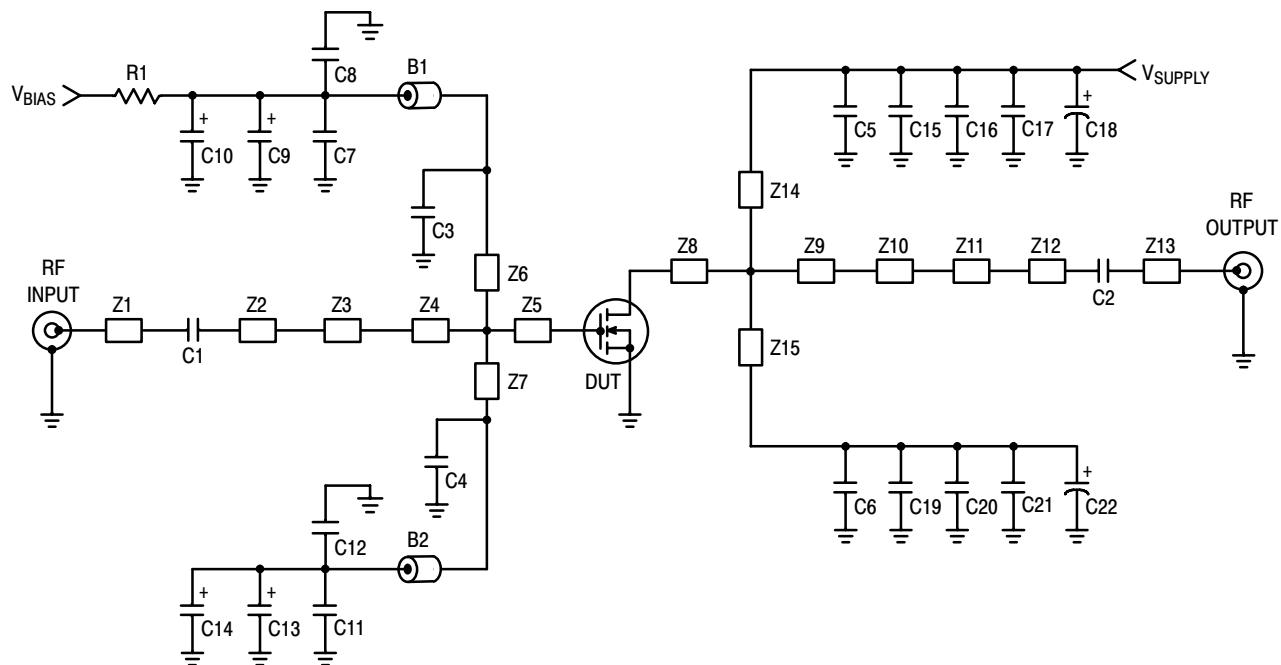 C8
B1
R1
V_BIAS
+
C10
+
C9
C7
C3
Z6
RF
INPUT
Z1
C1
Z2
Z3
Z4
Z5
DUT
Z7
C4
C12
B2
+
C14
+
C13
C11
V_SUPPLY
C5
C15
C16
C17
+
C18
Z14
Z8
Z9
Z10
Z11
Z12
C2
Z13
RF
OUTPUT
Z15
C6
C19
C20
C21
+
C22